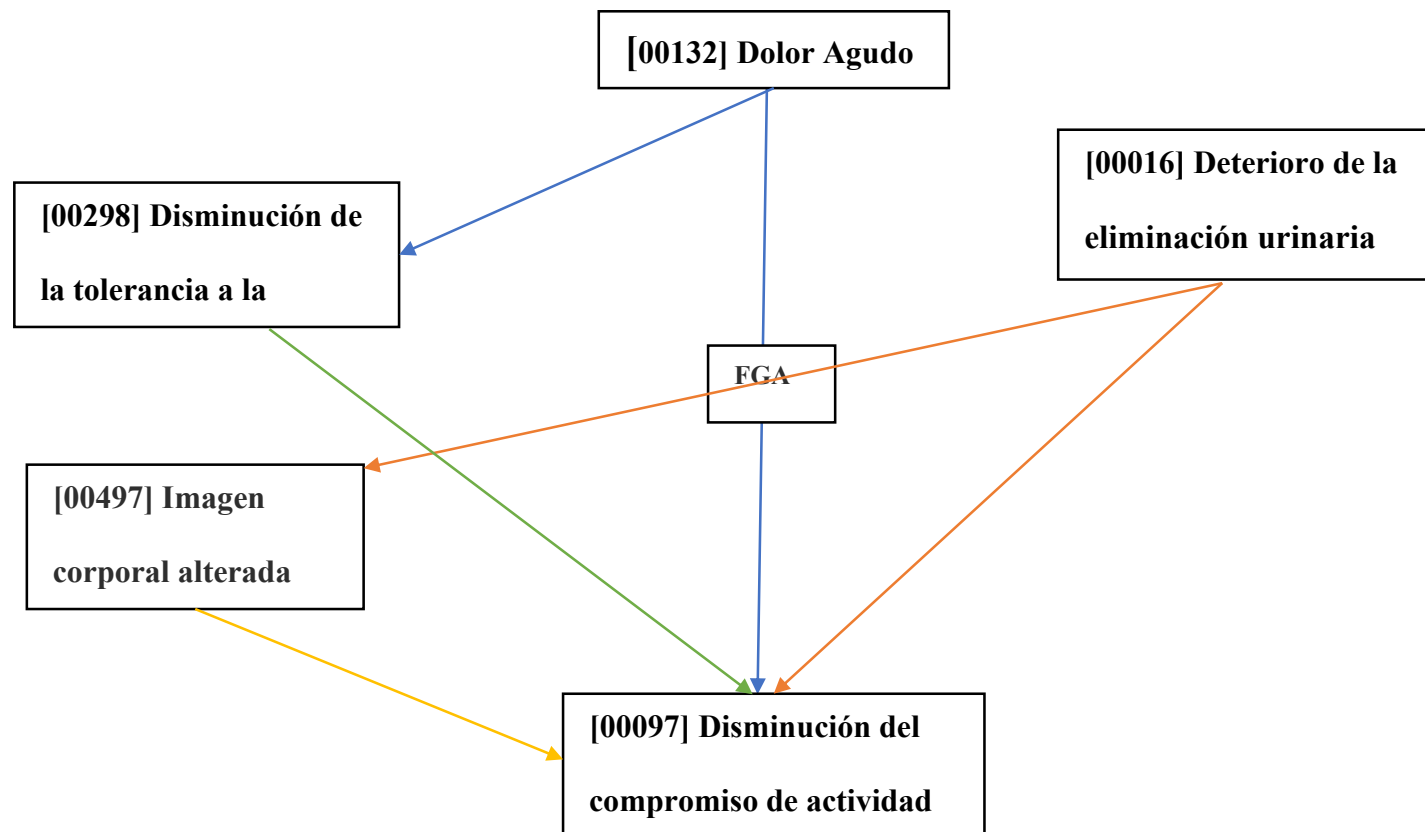 [00132] Dolor Agudo
[00016] Deterioro de la
eliminación urinaria
[00298] Disminución de
la tolerancia a la
FGA
[00497] Imagen
corporal alterada
[00097] Disminución del
compromiso de actividad